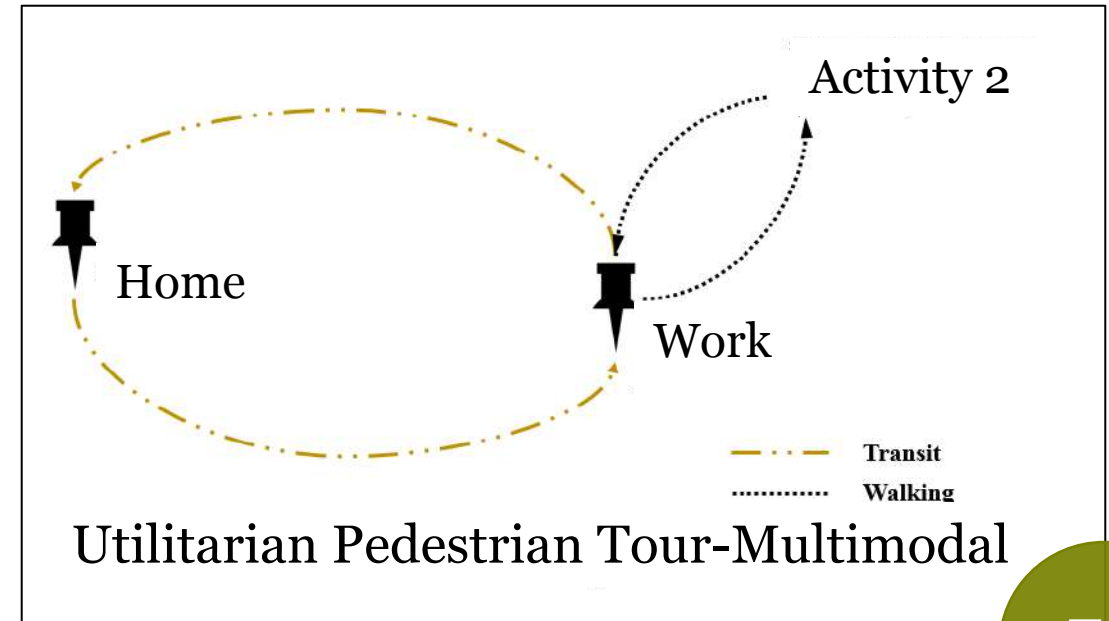 Activity 2
Home
Work
Transit
Walking
Utilitarian Pedestrian Tour-Multimodal